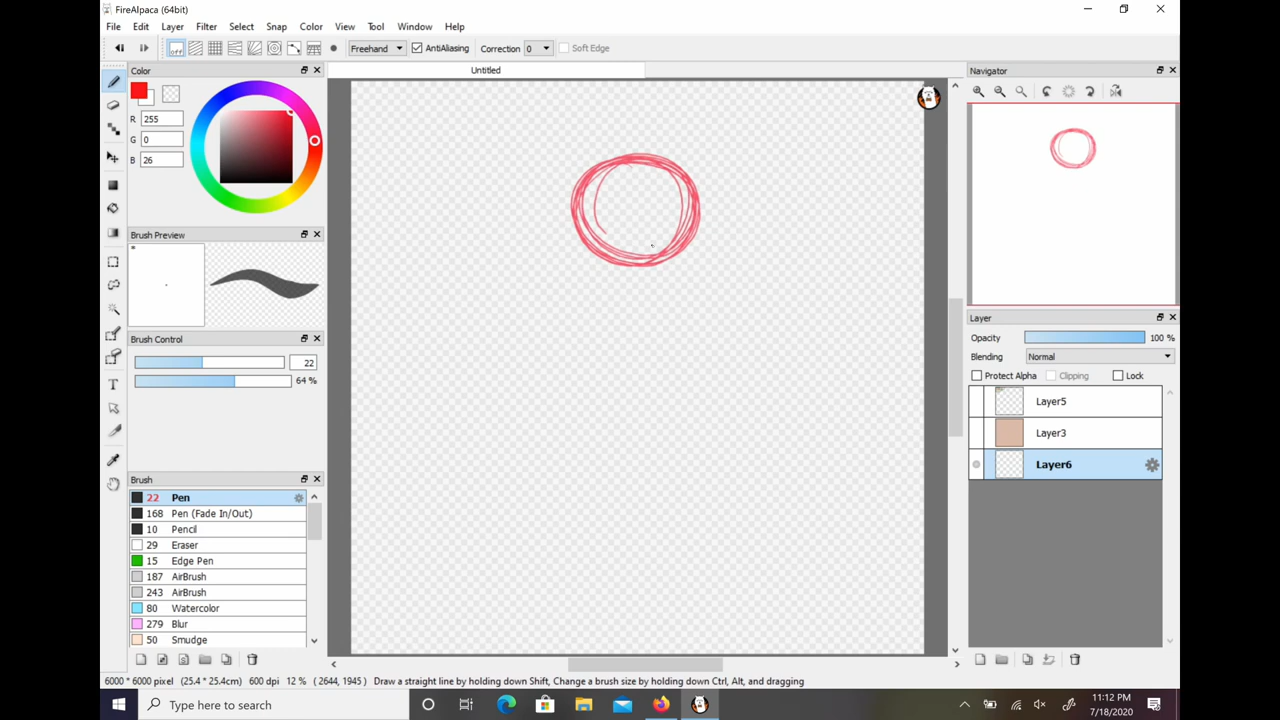 FireAlpaca (64bit)
File Edit Layer Filter Select Snap Color View Tool Window Help
OFF Freehand AntiAliasing Correction 0 Soft Edge
Color
Untitled
Navigator
R 255
G 0
B 26
Brush Preview
Brush Control
22
64 %
Layer
Opacity 100 %
Blending Normal
Protect Alpha Clipping Lock
Layer5
Layer3
Layer6
Brush
22 Pen
168 Pen (Fade In/Out)
10 Pencil
29 Eraser
15 Edge Pen
187 AirBrush
243 AirBrush
80 Watercolor
279 Blur
50 Smudge
6000 * 6000 pixel (25.4 * 25.4cm) 600 dpi 12 % (2644, 1945) Draw a straight line by holding down Shift, Change a brush size by holding down Ctrl, Alt, and dragging
Type here to search
11:12 PM
7/18/2020